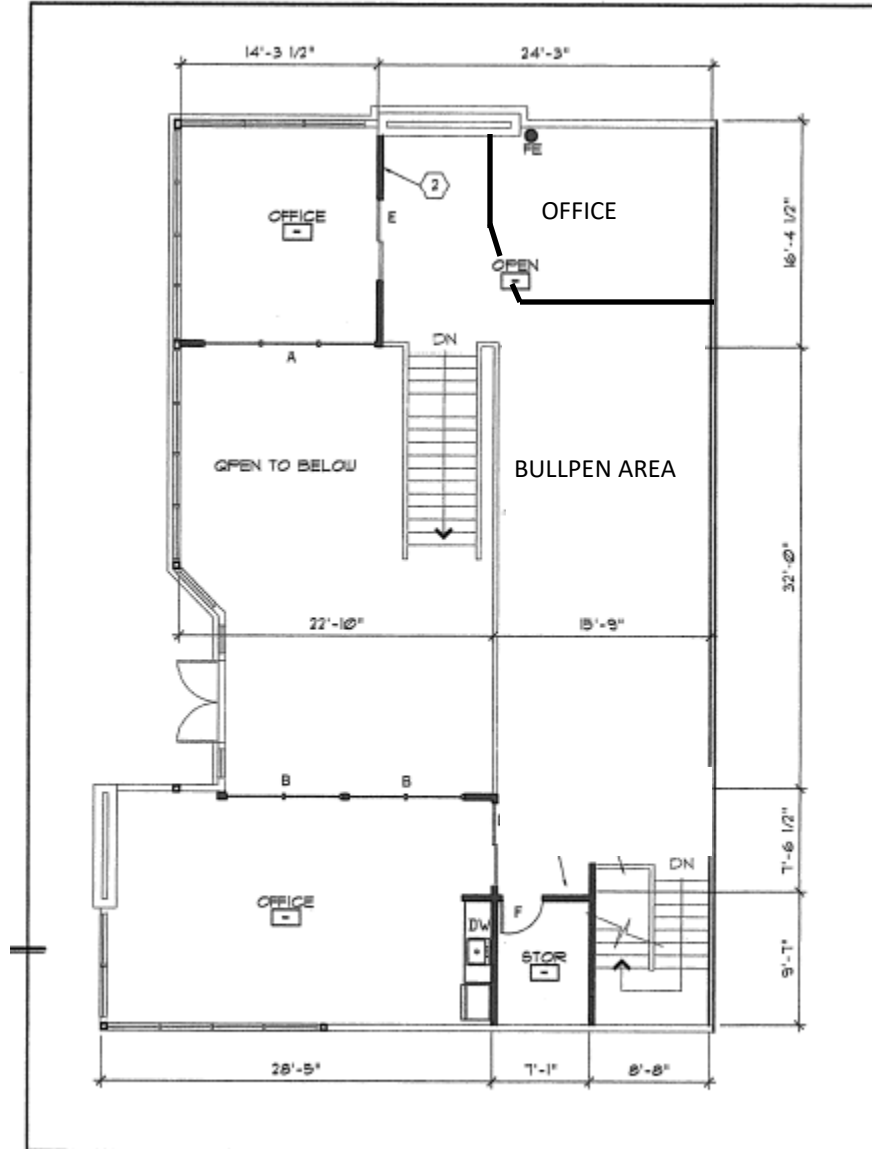 14'-3 1/2" 24'-3"
FE
2
OFFICE
E
OFFICE
OPEN
16'-4 1/2"
DN
A
OPEN TO BELOW
BULLPEN AREA
32'-0"
22'-10" 15'-9"
B B
7'-6 1/2"
DN
OFFICE
F
DW
STOR
9'-7"
28'-5" 7'-1" 8'-8"